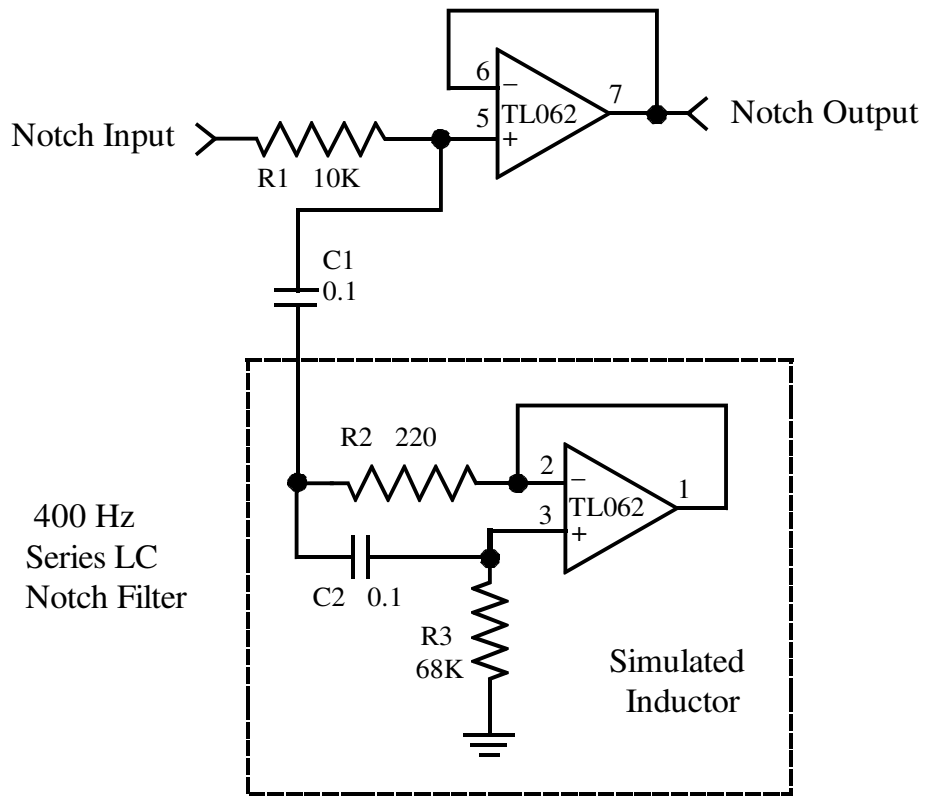 6
−
7
TL062
5
+
Notch Input
Notch Output
R1 10K
C1
0.1
R2 220
2
−
1
TL062
3
+
400 Hz
Series LC
Notch Filter
C2 0.1
R3
68K
Simulated
Inductor